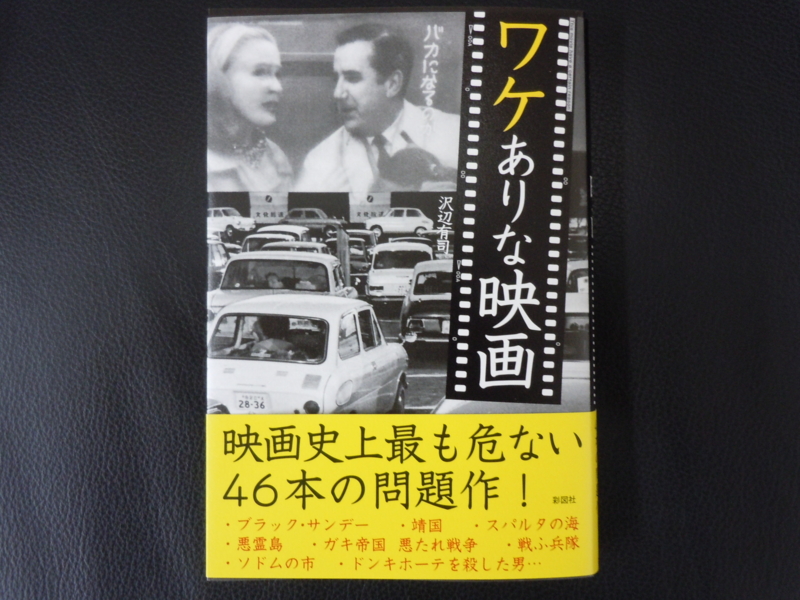 ワケありな映画
沢辺有司
バカになる
28-36
映画史上最も危ない
46本の問題作！
彩図社
・ブラック・サンデー ・靖国 ・スパルタの海
・悪霊島 ・ガキ帝国 悪たれ戦争 ・戦ふ兵隊
・ソドムの市 ・ドンキホーテを殺した男…